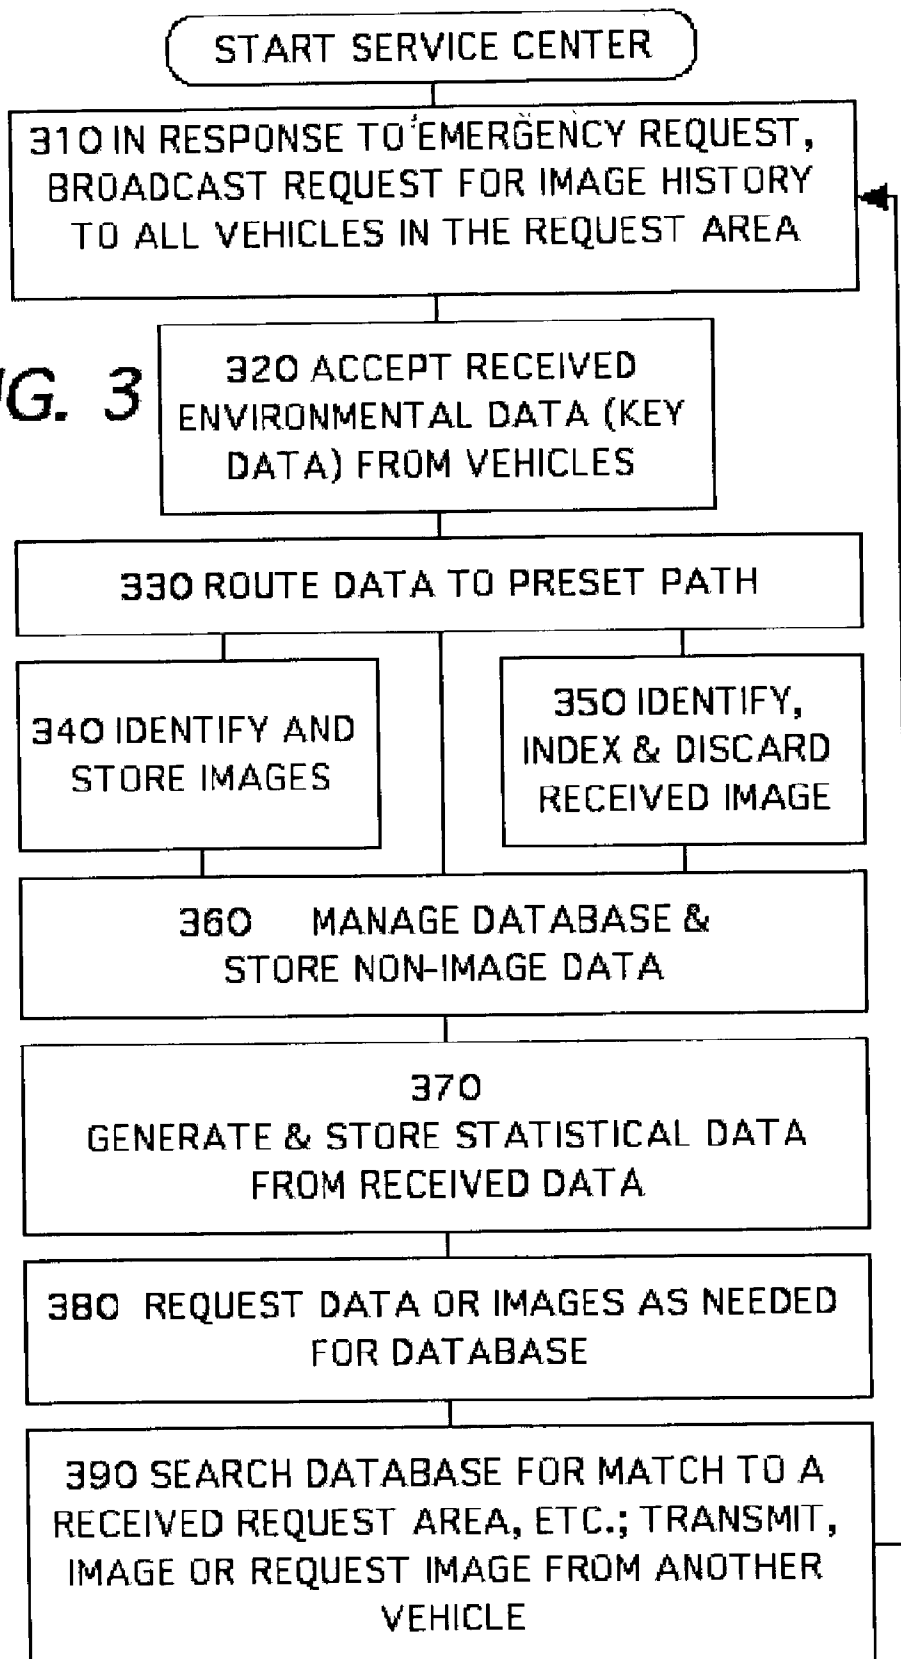 START SERVICE CENTER
310 IN RESPONSE TO EMERGENCY REQUEST,
BROADCAST REQUEST FOR IMAGE HISTORY
TO ALL VEHICLES IN THE REQUEST AREA
G. 3
320 ACCEPT RECEIVED
ENVIRONMENTAL DATA (KEY
DATA) FROM VEHICLES
330 ROUTE DATA TO PRESET PATH
340 IDENTIFY AND
STORE IMAGES
350 IDENTIFY,
INDEX & DISCARD
RECEIVED IMAGE
360 MANAGE DATABASE &
STORE NON-IMAGE DATA
370
GENERATE & STORE STATISTICAL DATA
FROM RECEIVED DATA
380 REQUEST DATA OR IMAGES AS NEEDED
FOR DATABASE
390 SEARCH DATABASE FOR MATCH TO A
RECEIVED REQUEST AREA, ETC.; TRANSMIT,
IMAGE OR REQUEST IMAGE FROM ANOTHER
VEHICLE